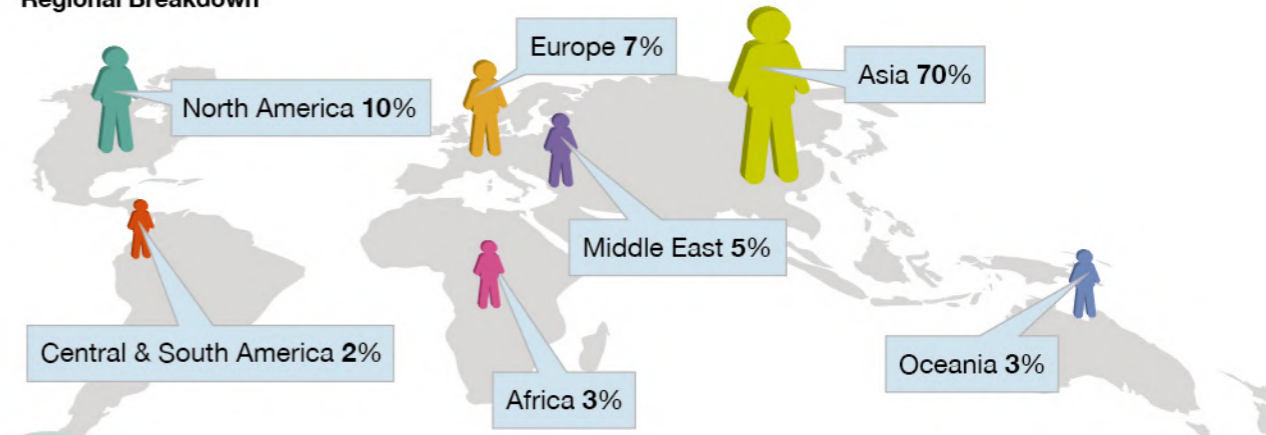 Regional Breakdown
Europe 7%
Asia 70%
North America 10%
Middle East 5%
Central & South America 2%
Oceania 3%
Africa 3%